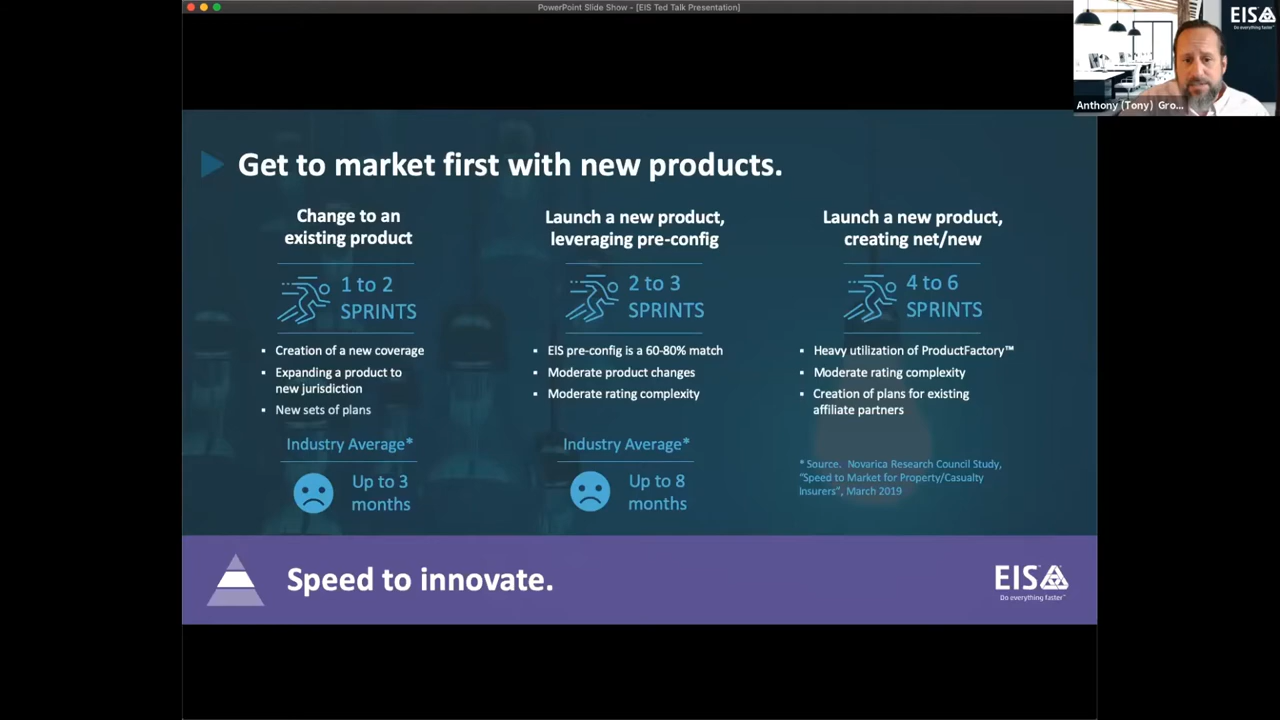 PowerPoint Slide Show - [EIS Ted Talk Presentation]
EIS
Do everything faster™
Anthony (Tony) Gro...
Get to market first with new products.
Change to an
existing product
1 to 2
SPRINTS
▪ Creation of a new coverage
▪ Expanding a product to
new jurisdiction
▪ New sets of plans
Industry Average*
Up to 3
months
Launch a new product,
leveraging pre-config
2 to 3
SPRINTS
▪ EIS pre-config is a 60-80% match
▪ Moderate product changes
▪ Moderate rating complexity
Industry Average*
Up to 8
months
Launch a new product,
creating net/new
4 to 6
SPRINTS
▪ Heavy utilization of ProductFactory™
▪ Moderate rating complexity
▪ Creation of plans for existing
affiliate partners
* Source. Novarica Research Council Study,
"Speed to Market for Property/Casualty
Insurers", March 2019
Speed to innovate.
EIS
Do everything faster™